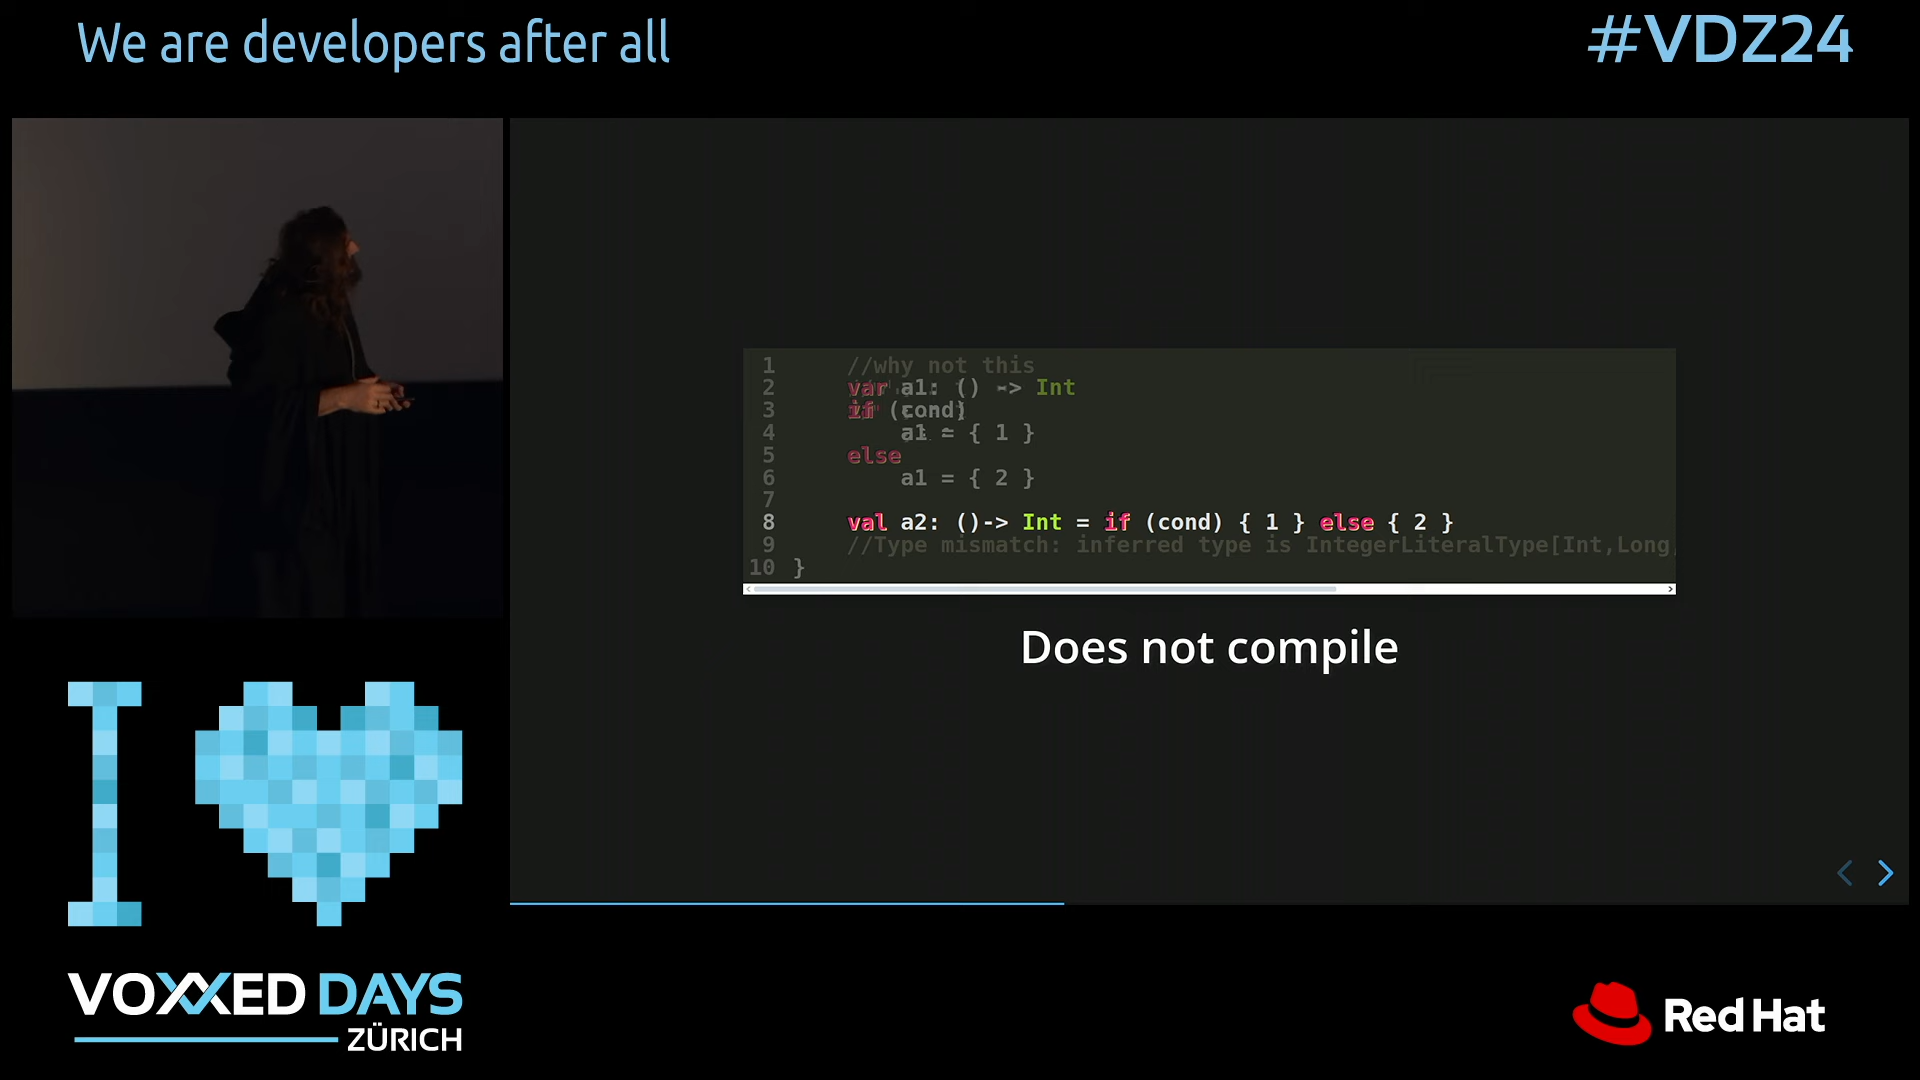 We are developers after all
#VDZ24
1 //why not this
2 var a1: () -> Int
3 if (cond)
4 a1 = { 1 }
5 else
6 a1 = { 2 }
7
8 val a2: ()-> Int = if (cond) { 1 } else { 2 }
9 //Type mismatch: inferred type is IntegerLiteralType[Int,Long,
10 }
Does not compile
I
VOXXED DAYS
ZÜRICH
Red Hat